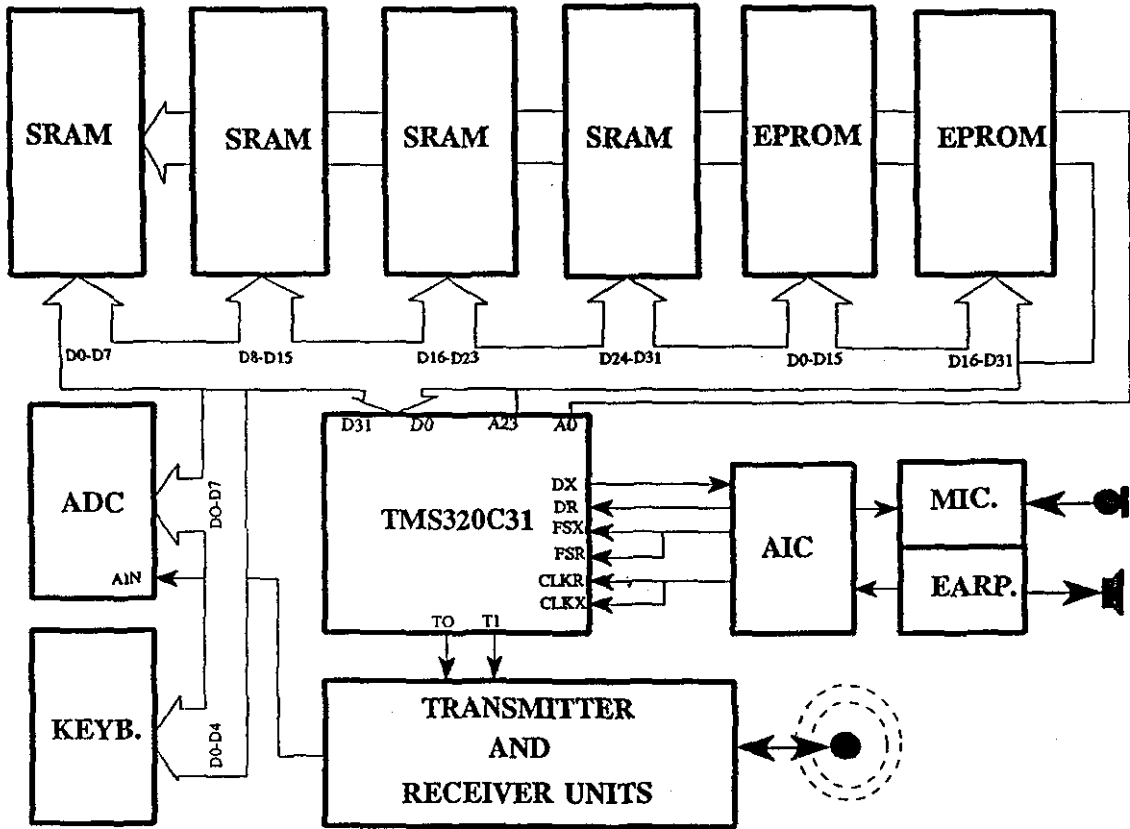 SRAM
SRAM
SRAM
SRAM
EPROM
EPROM
D0-D7
D8-D15
D16-D23
D24-D31
D0-D15
D16-D31
D31
D0
A23
A0
ADC
AIN
D0-D7
TMS320C31
DX
DR
FSX
FSR
CLKR
CLKX
TO
T1
AIC
MIC.
EARP.
KEYB.
D0-D4
TRANSMITTER
AND
RECEIVER UNITS